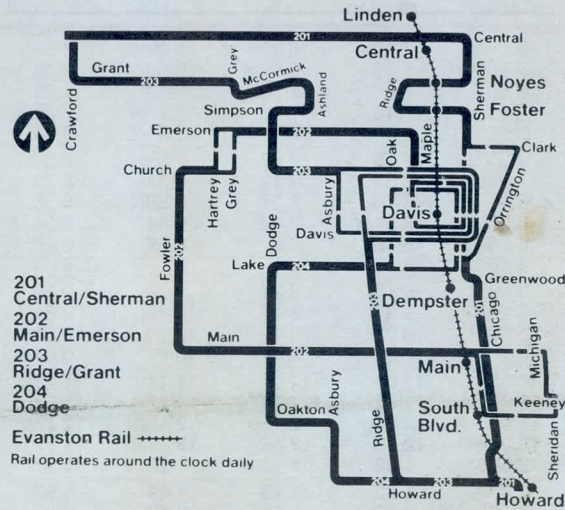 Linden
201
Central
Central
Grant
203
Grey
McCormick
Ridge
Sherman
Noyes
Crawford
Simpson
Ashland
Foster
Emerson
202
Oak
Maple
Clark
Church
203
Hartrey
Grey
Asbury
Orrington
Dodge
Davis
Davis
Fowler
202
Lake
204
Greenwood
203
Dempster
201
Chicago
201
Central/Sherman
202
Main/Emerson
203
Ridge/Grant
204
Dodge
Main
202
Michigan
Main
Keeney
Oakton
Asbury
Ridge
South
Blvd.
Sheridan
Evanston Rail
Rail operates around the clock daily
204
203
201
Howard
Howard